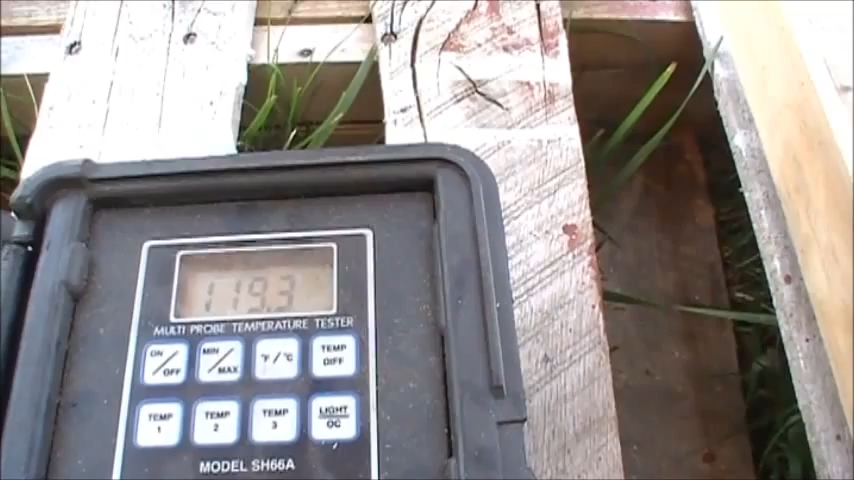 119.3
MULTI PROBE TEMPERATURE TESTER
ON/OFF MIN/MAX °F/°C TEMP DIFF
TEMP 1 TEMP 2 TEMP 3 LIGHT OC
MODEL SH66A